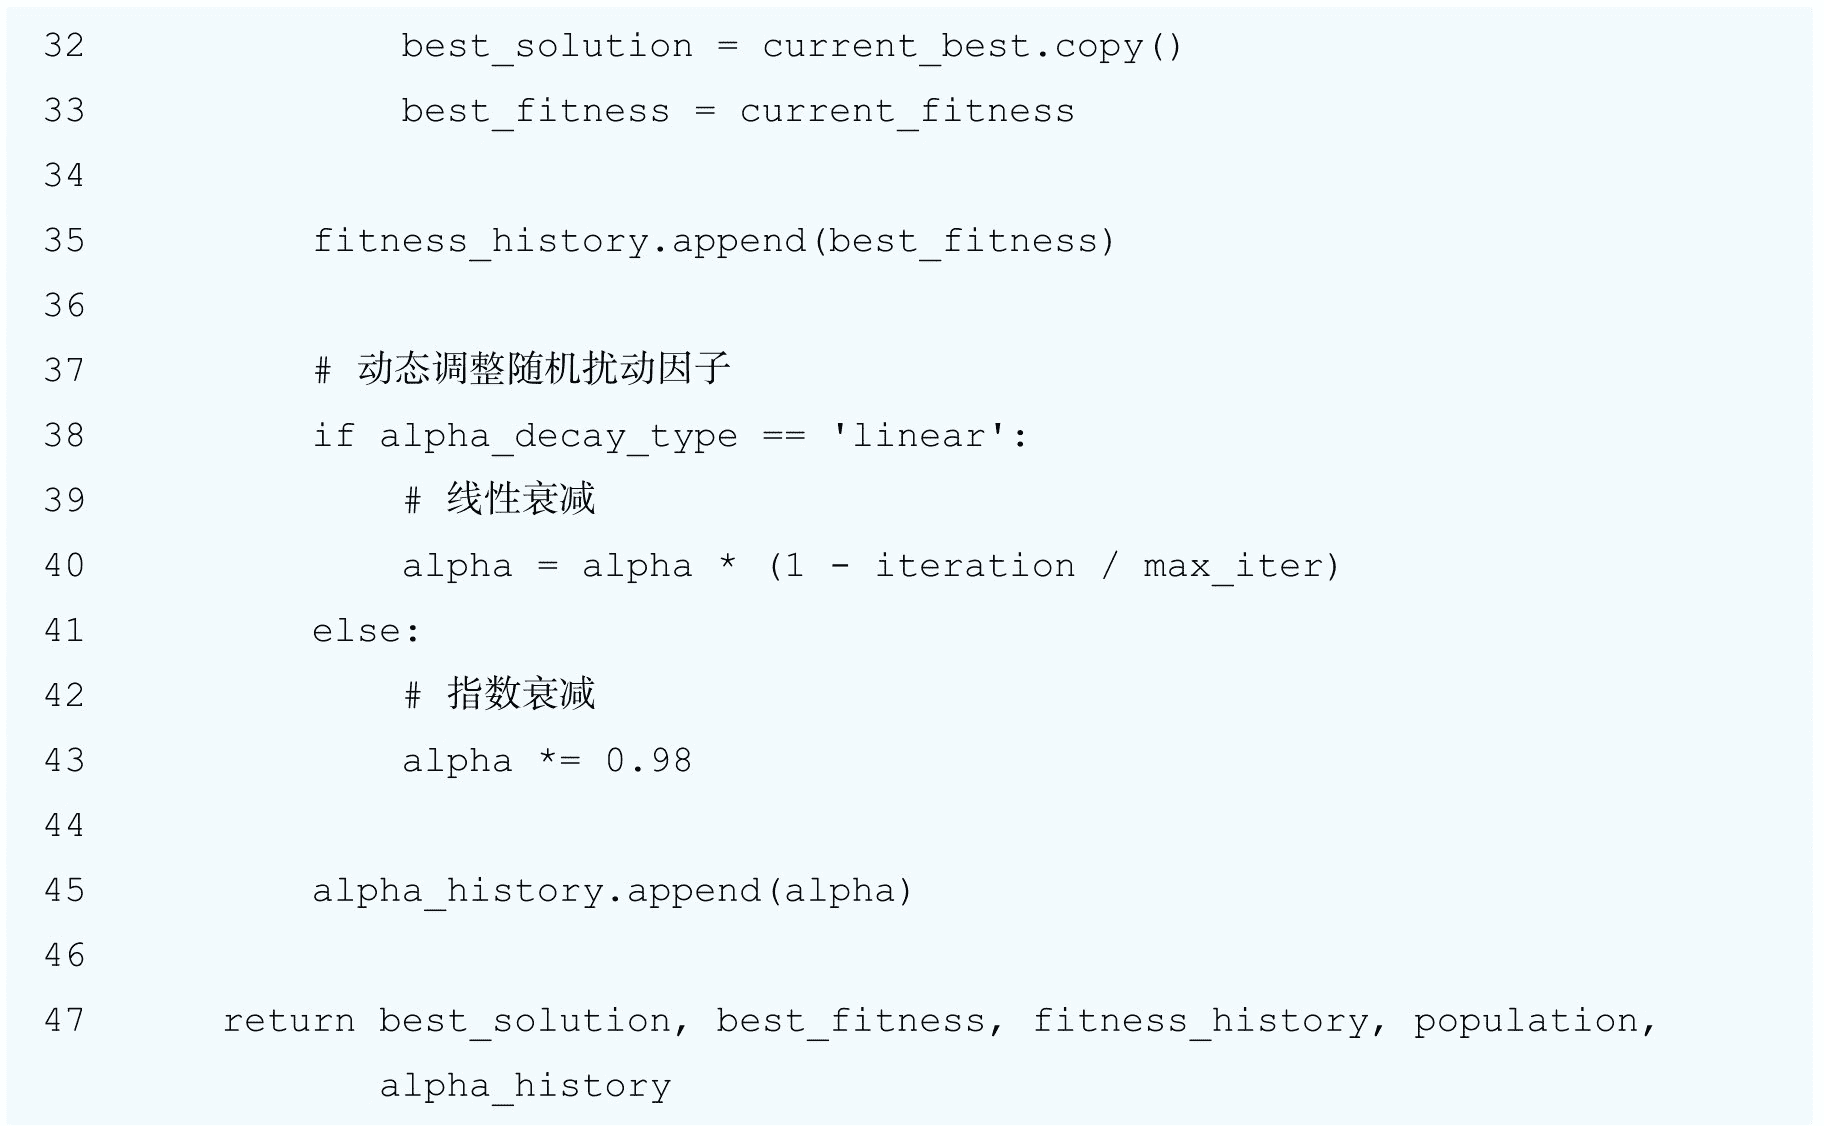 32 best_solution = current_best.copy()
33 best_fitness = current_fitness
34
35 fitness_history.append(best_fitness)
36
37 # 动态调整随机扰动因子
38 if alpha_decay_type == 'linear':
39 # 线性衰减
40 alpha = alpha * (1 - iteration / max_iter)
41 else:
42 # 指数衰减
43 alpha *= 0.98
44
45 alpha_history.append(alpha)
46
47 return best_solution, best_fitness, fitness_history, population,
alpha_history